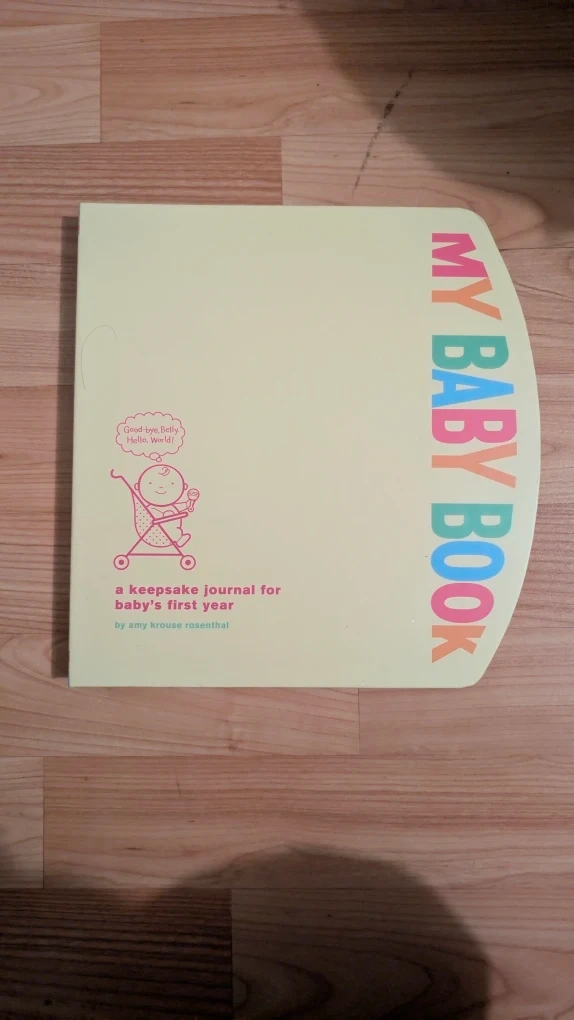 MY BABY BOOK
Good-bye, Belly.
Hello, World!
a keepsake journal for
baby's first year
by amy krouse rosenthal